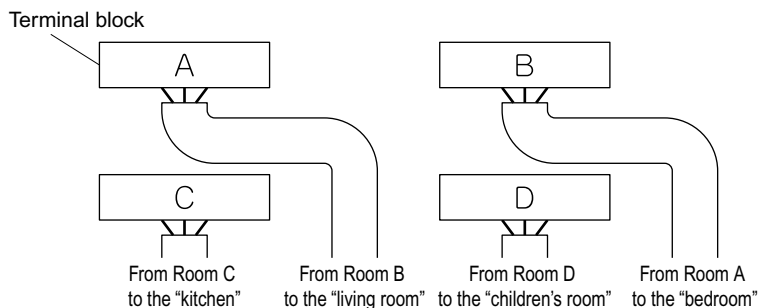 Terminal block
A
B
C
D
From Room C
to the “kitchen”
From Room B
to the “living room”
From Room D
to the “children’s room”
From Room A
to the “bedroom”